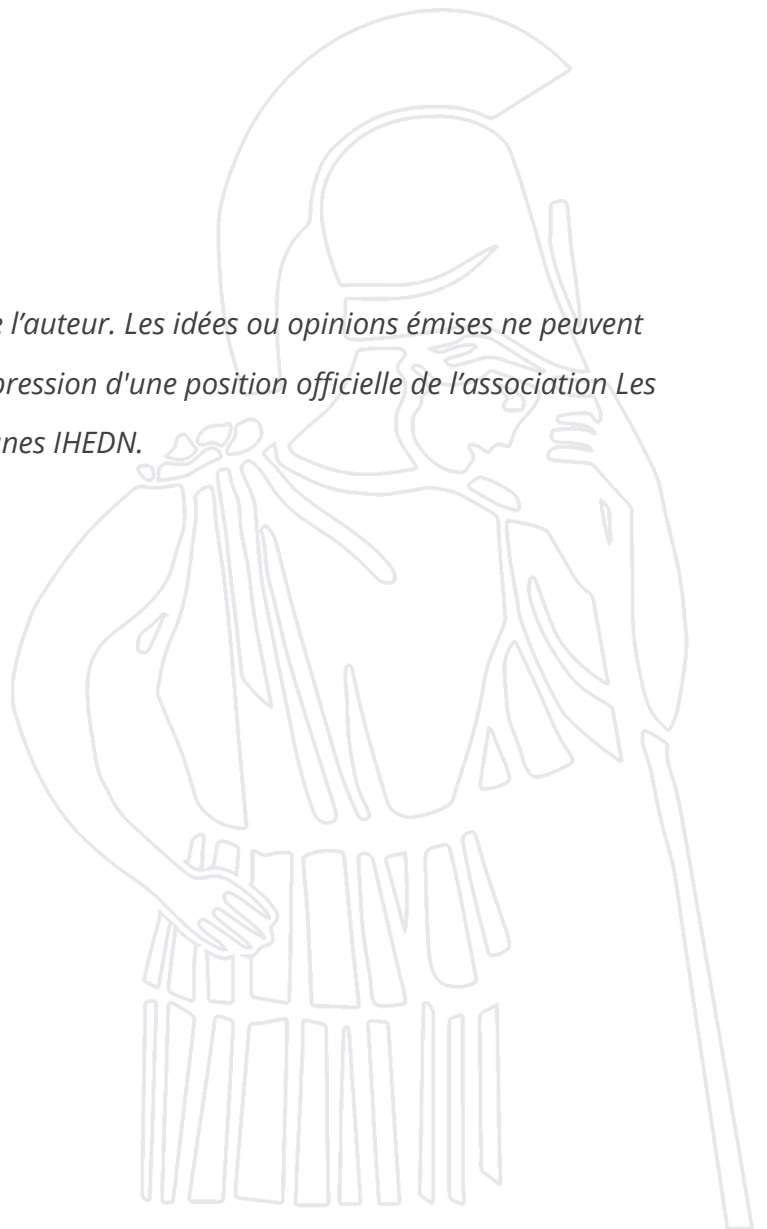 e l’auteur. Les idées ou opinions émises ne peuvent
pression d'une position officielle de l’association Les
nes IHEDN.